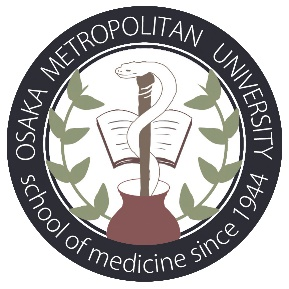 OSAKA METROPOLITAN UNIVERSITY
school of medicine since 1944